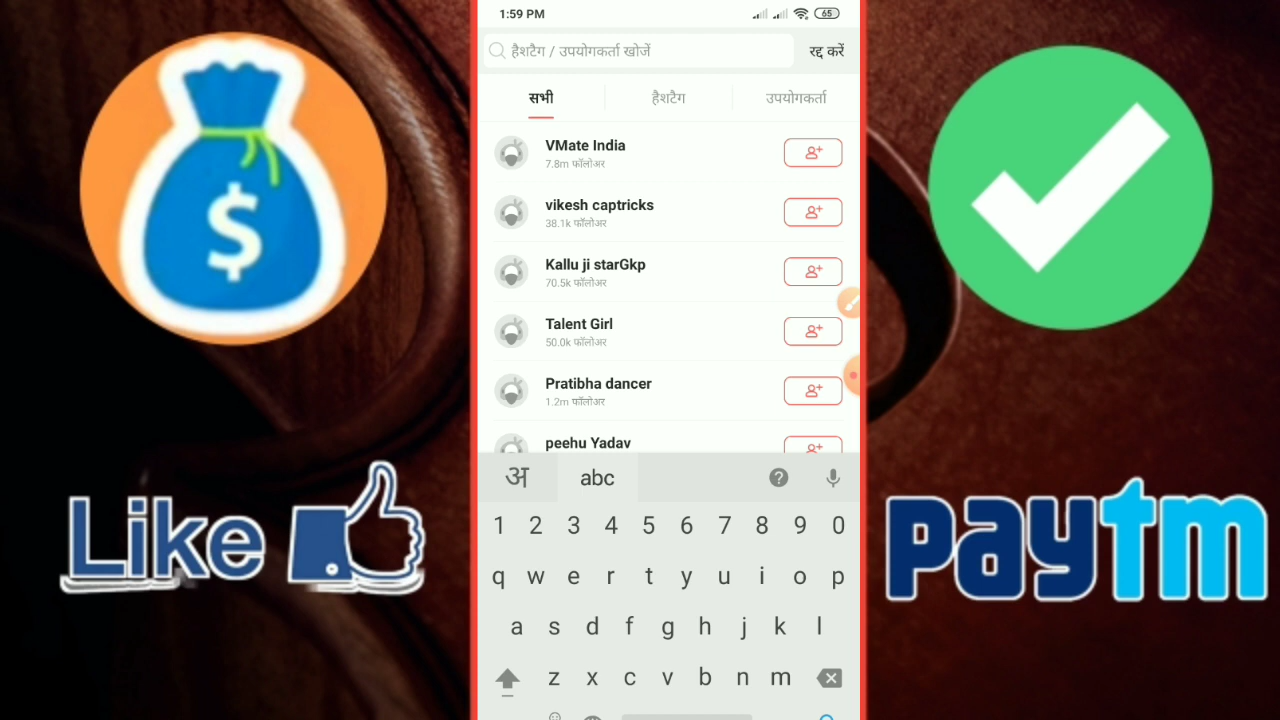 1:59 PM
65
हैशटैग / उपयोगकर्ता खोजें
रद्द करें
सभी
हैशटैग
उपयोगकर्ता
VMate India
7.8m फॉलोअर
vikesh captricks
38.1k फॉलोअर
Kallu ji starGkp
70.5k फॉलोअर
Talent Girl
50.0k फॉलोअर
Pratibha dancer
1.2m फॉलोअर
peehu Yadav
$
Like
paytm
अ
abc
?
1 2 3 4 5 6 7 8 9 0
q w e r t y u i o p
a s d f g h j k l
z x c v b n m